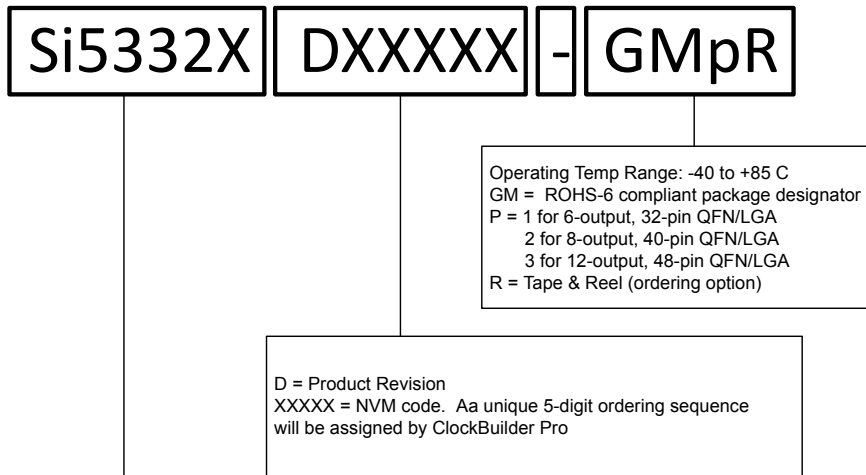 Si5332X DXXXXX - GMpR
Operating Temp Range: -40 to +85 C
GM = ROHS-6 compliant package designator
P = 1 for 6-output, 32-pin QFN/LGA
2 for 8-output, 40-pin QFN/LGA
3 for 12-output, 48-pin QFN/LGA
R = Tape & Reel (ordering option)
D = Product Revision
XXXXX = NVM code. Aa unique 5-digit ordering sequence
will be assigned by ClockBuilder Pro